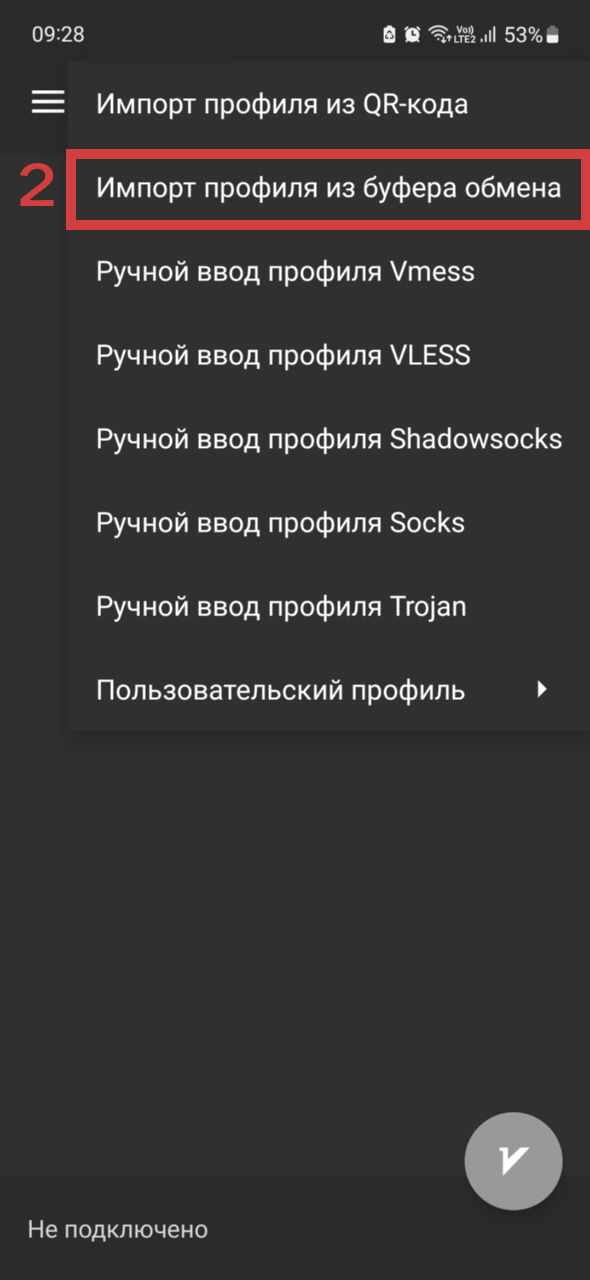 09:28
Vo))
LTE2
53%
Импорт профиля из QR-кода
2
Импорт профиля из буфера обмена
Ручной ввод профиля Vmess
Ручной ввод профиля VLESS
Ручной ввод профиля Shadowsocks
Ручной ввод профиля Socks
Ручной ввод профиля Trojan
Пользовательский профиль
V
Не подключено